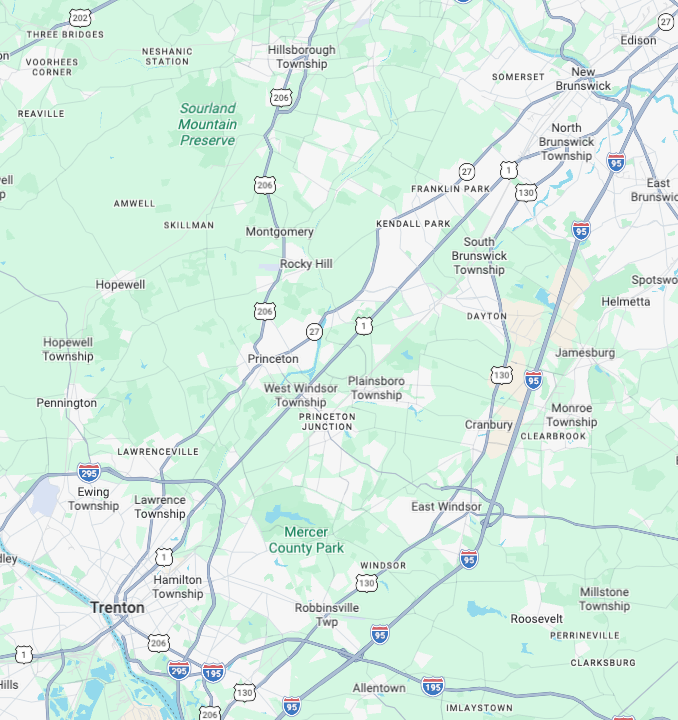 202
THREE BRIDGES
VOORHEES
CORNER
NESHANIC
STATION
Hillsborough
Township
27
Edison
SOMERSET
New
Brunswick
206
REAVILLE
Sourland
Mountain
Preserve
North
Brunswick
Township
95
27
1
130
East
FRANKLIN PARK
206
AMWELL
SKILLMAN
KENDALL PARK
Montgomery
95
South
Brunswick
Township
Rocky Hill
Hopewell
Helmetta
206
27
1
DAYTON
Hopewell
Township
Princeton
Jamesburg
130
95
West Windsor
Township
Plainsboro
Township
Pennington
PRINCETON
JUNCTION
Cranbury
Monroe
Township
CLEARBROOK
LAWRENCEVILLE
295
Ewing
Township
Lawrence
Township
East Windsor
Mercer
County Park
1
95
WINDSOR
130
Hamilton
Township
Trenton
Robbinsville
Twp
Millstone
Township
Roosevelt
PERRINEVILLE
206
95
1
295
195
CLARKSBURG
Allentown
195
130
95
206
IMLAYSTOWN